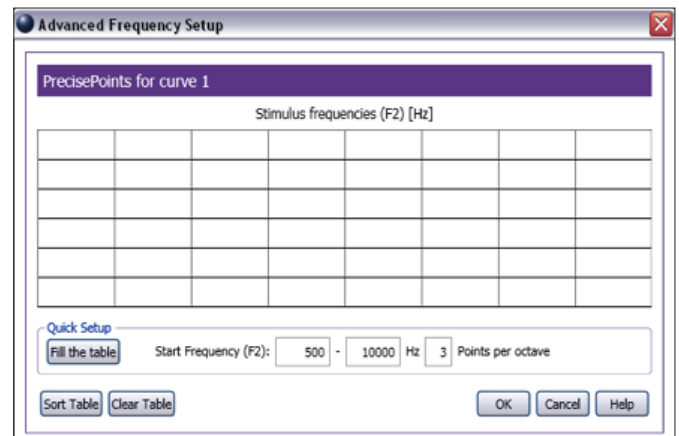 Advanced Frequency Setup
PrecisePoints for curve 1
Stimulus frequencies (F2) [Hz]
Quick Setup
Fill the table Start Frequency (F2): 500 - 10000 Hz 3 Points per octave
Sort Table Clear Table OK Cancel Help